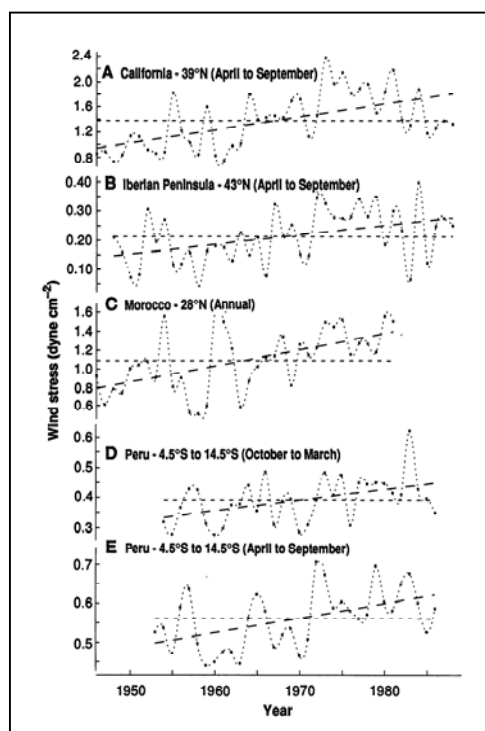 2.4
A California - 39°N (April to September)
2.0
1.6
1.2
0.8
0.40
B Iberian Peninsula - 43°N (April to September)
0.30
0.20
0.10
C Morocco - 28°N (Annual)
1.6
1.4
1.2
1.0
0.8
0.6
0.6
D Peru - 4.5°S to 14.5°S (October to March)
0.5
0.4
0.3
E Peru - 4.5°S to 14.5°S (April to September)
0.7
0.6
0.5
Wind stress (dyne cm⁻²)
1950 1960 1970 1980
Year